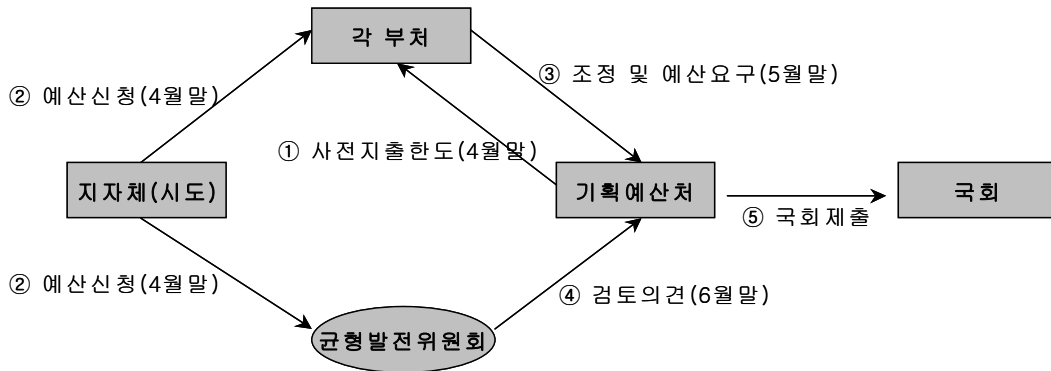 각 부처
② 예산신청(4월말)
③ 조정 및 예산요구(5월말)
① 사전지출한도(4월말)
지자체(시도)
기획예산처
국회
⑤ 국회제출
② 예산신청(4월말)
④ 검토의견(6월말)
균형발전위원회